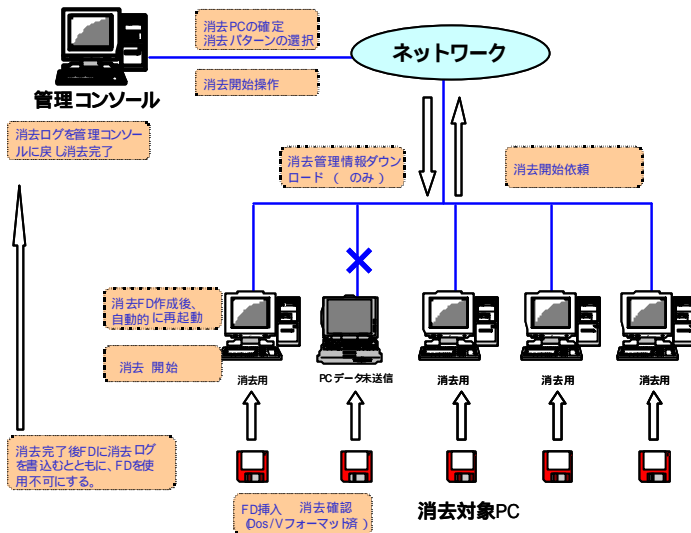 消去PCの確定
消去パターンの選択
ネットワーク
消去開始操作
管理コンソール
消去ログを管理コンソー
ルに戻し消去完了
消去管理情報ダウン
ロード （　のみ ）
消去開始依頼
消去FD作成後、
自動的に再起動
消去 開始
消去用
PCデータ未送信
消去用
消去用
消去用
消去完了後FDに消去ログ
を書込むとともに、FDを使
用不可にする。
FD挿入　消去確認
（Dos/Vフォーマット済 ）
消去対象PC